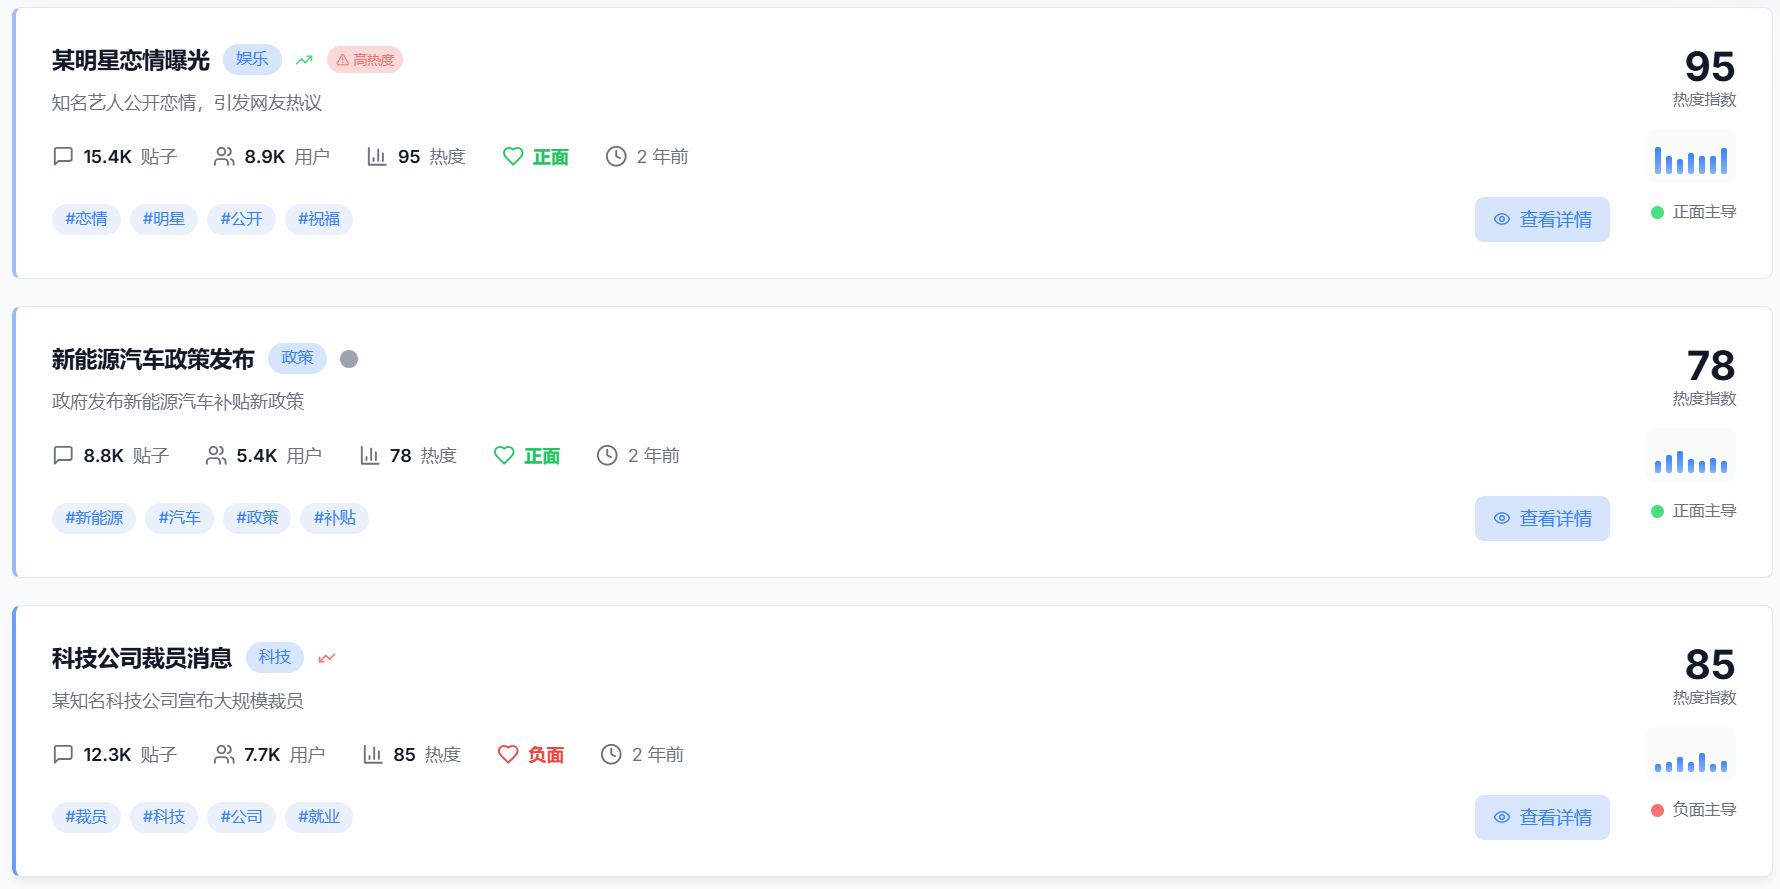 某明星恋情曝光 娱乐 高热度
知名艺人公开恋情，引发网友热议
15.4K 贴子 8.9K 用户 95 热度 正面 2 年前
#恋情 #明星 #公开 #祝福
查看详情
95
热度指数
正面主导
新能源汽车政策发布 政策
政府发布新能源汽车补贴新政策
8.8K 贴子 5.4K 用户 78 热度 正面 2 年前
#新能源 #汽车 #政策 #补贴
查看详情
78
热度指数
正面主导
科技公司裁员消息 科技
某知名科技公司宣布大规模裁员
12.3K 贴子 7.7K 用户 85 热度 负面 2 年前
#裁员 #科技 #公司 #就业
查看详情
85
热度指数
负面主导